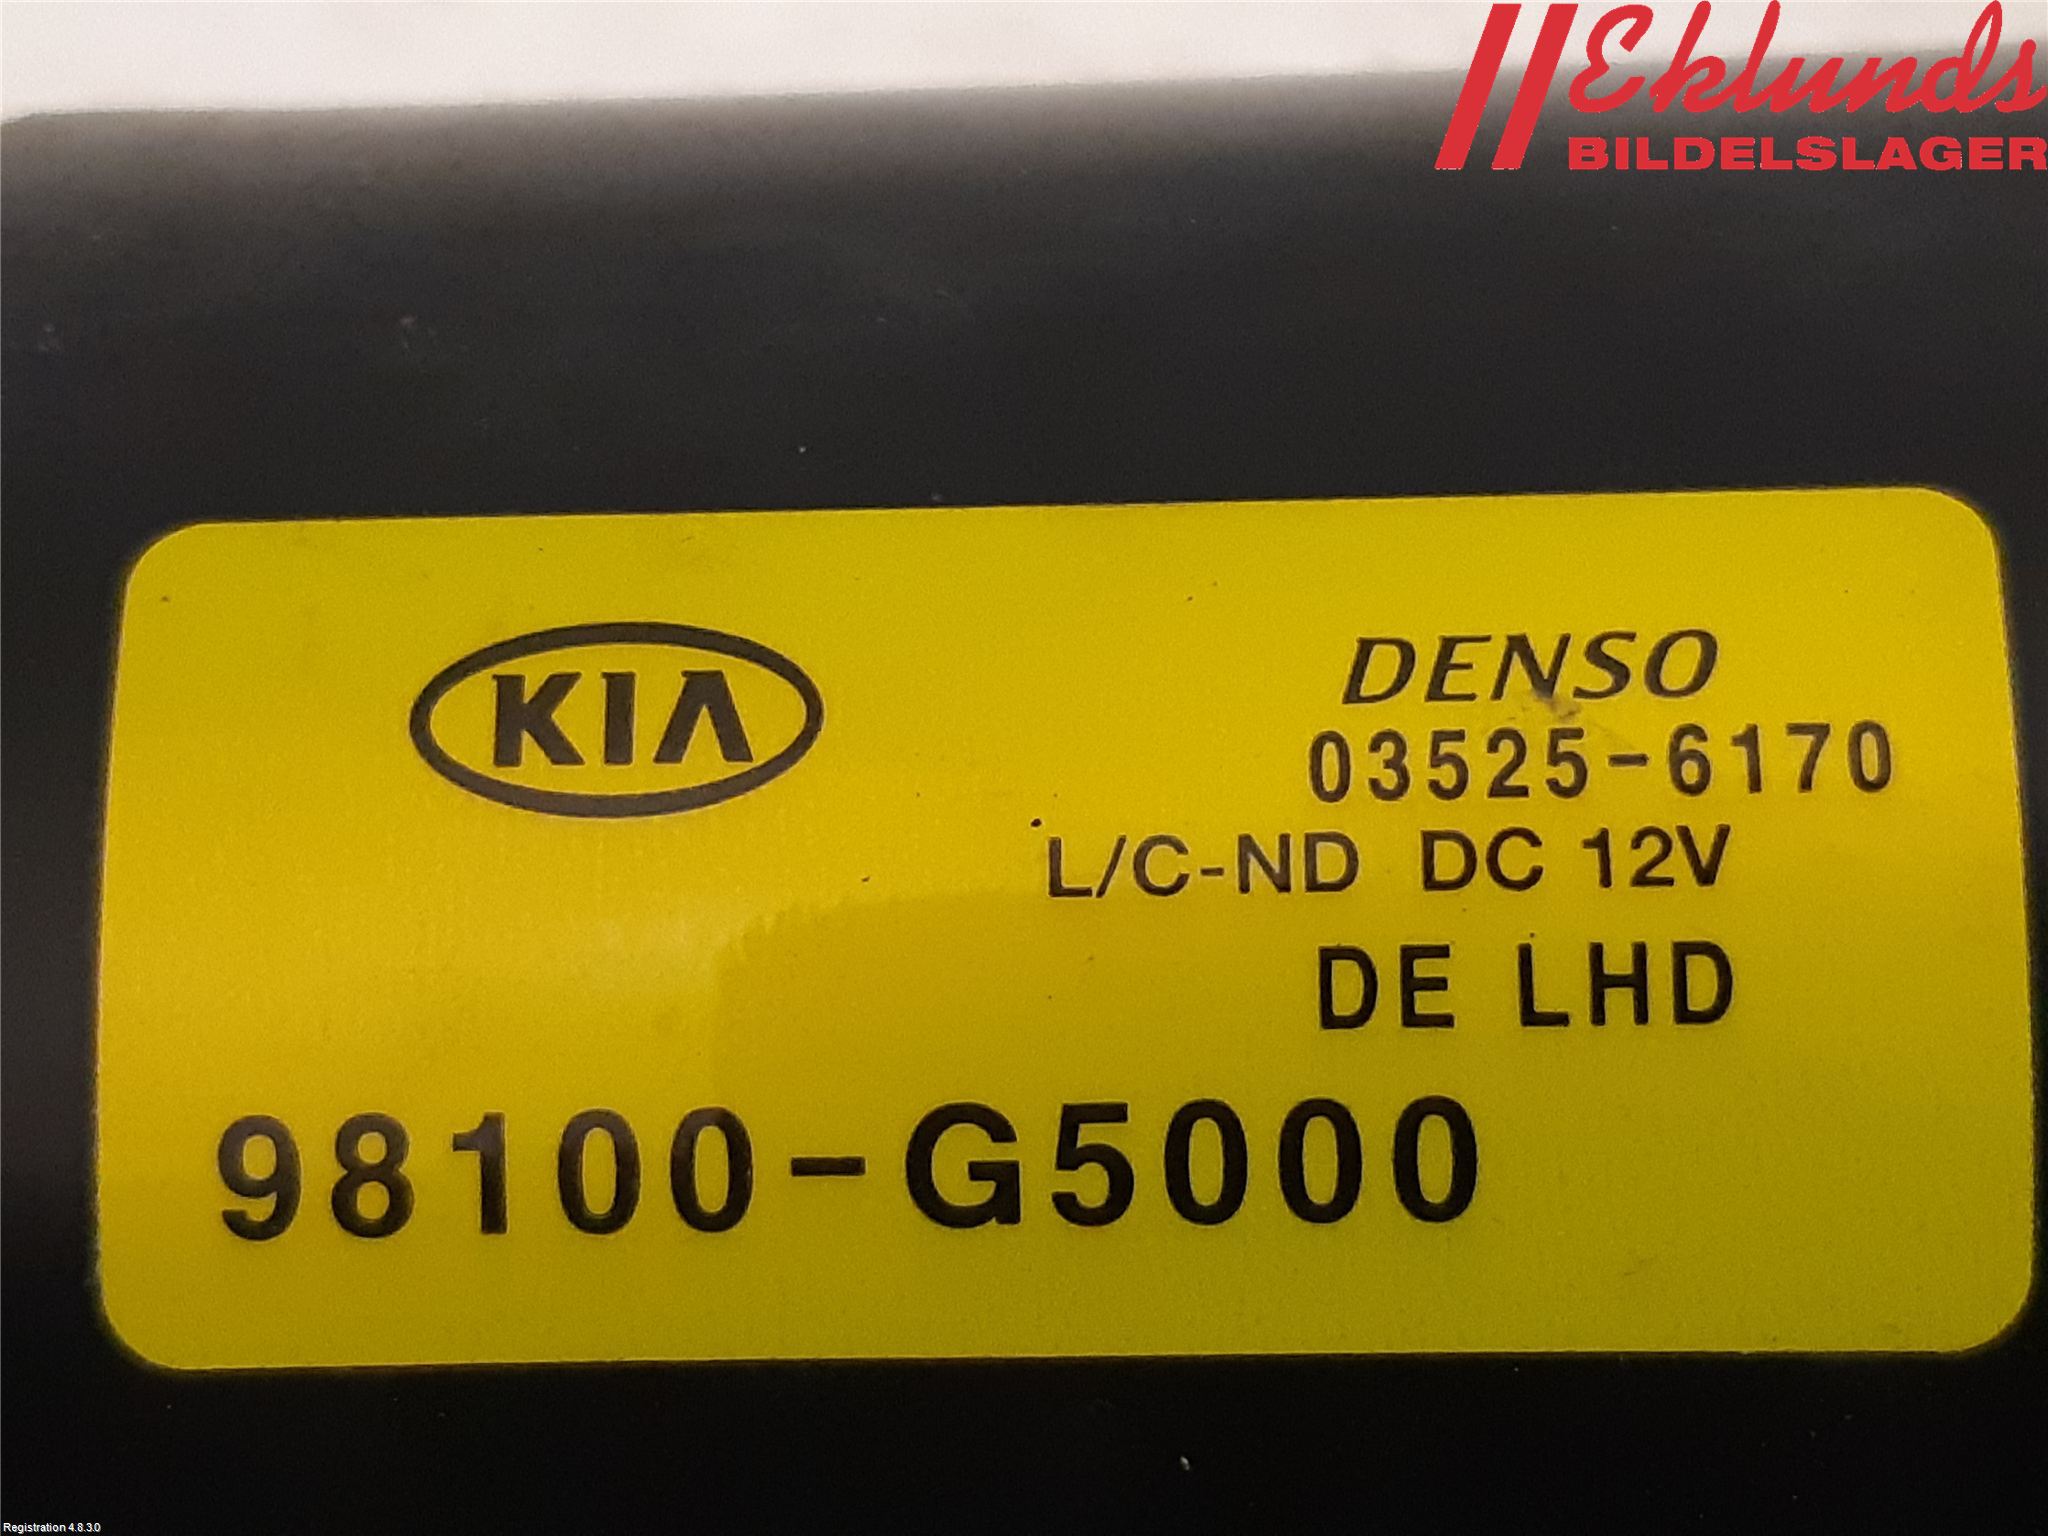 Eklunds
BILDELSLAGER
KIA
DENSO
03525-6170
L/C-ND DC 12V
DE LHD
98100-G5000
Registration 4.8.3.0